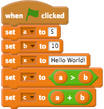 when clicked
set a to 5
set b to 10
set x to Hello World!
set y to a > b
set c to a + b